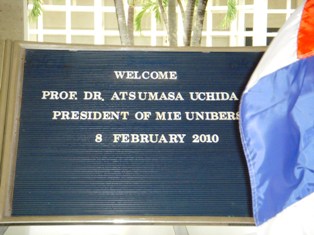 WELCOME
PROF. DR. ATSUMASA UCHIDA
PRESIDENT OF MIE UNIBERS
8 FEBRUARY 2010